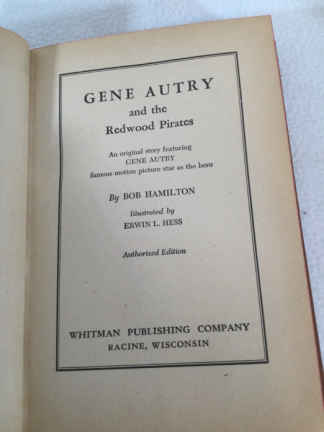 GENE AUTRY
and the
Redwood Pirates
An original story featuring
GENE AUTRY
famous motion picture star as the hero
By BOB HAMILTON
Illustrated by
ERWIN L. HESS
Authorized Edition
WHITMAN PUBLISHING COMPANY
RACINE, WISCONSIN